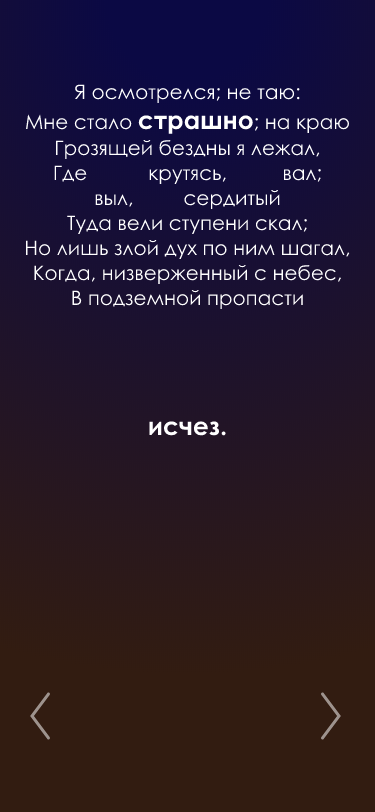 Я осмотрелся; не таю:
Мне стало страшно; на краю
Грозящей бездны я лежал,
Где крутясь, вал;
выл, сердитый
Туда вели ступени скал;
Но лишь злой дух по ним шагал,
Когда, низверженный с небес,
В подземной пропасти
исчез.